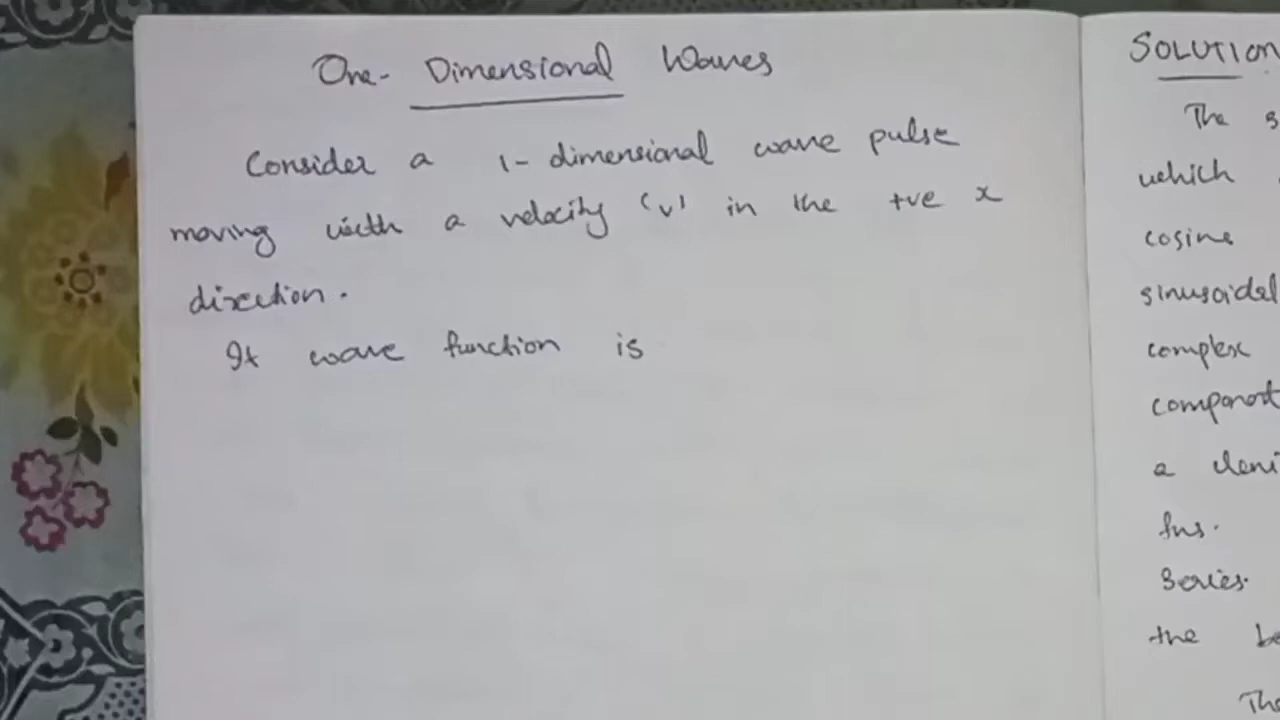 One- Dimensional Waves
Consider a 1-dimensional wave pulse
moving with a velocity 'v' in the +ve x
direction.
It wave function is
SOLUTION
The
which
cosine
sinusoidal
complex
a
fns.
Series.
the